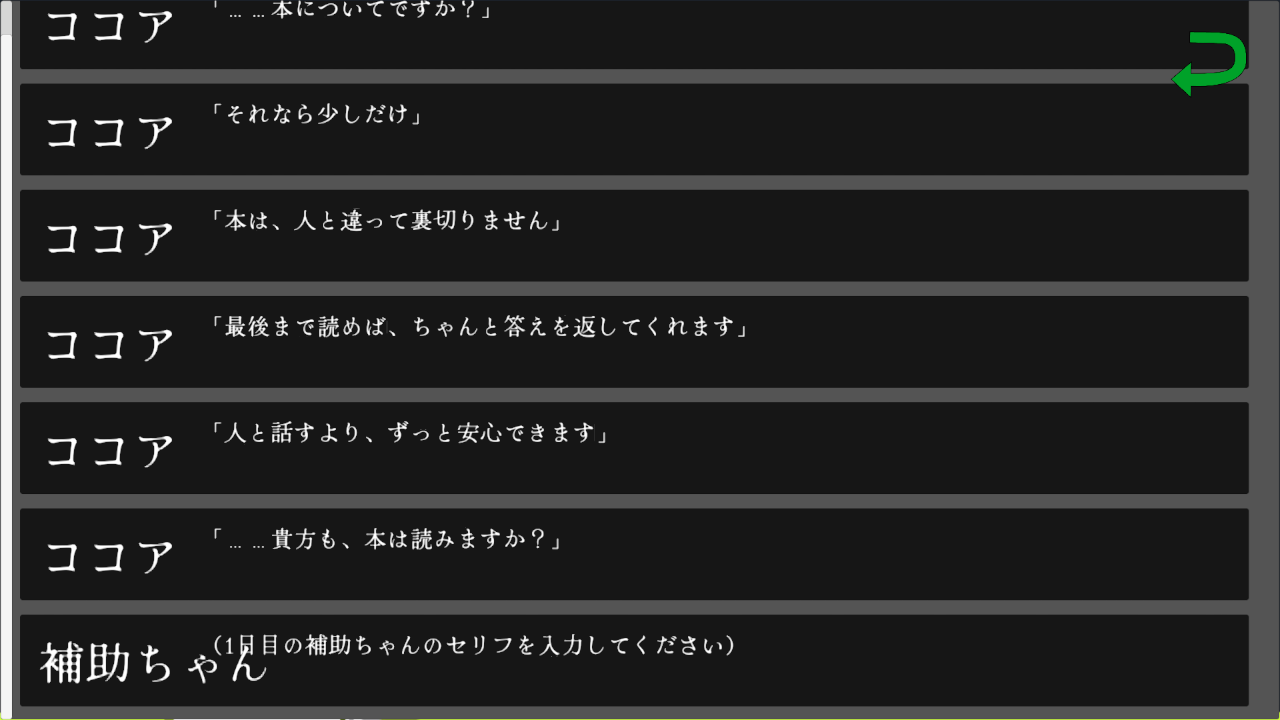 ココア
「……本についてですか？」
ココア
「それなら少しだけ」
ココア
「本は、人と違って裏切りません」
ココア
「最後まで読めば、ちゃんと答えを返してくれます」
ココア
「人と話すより、ずっと安心できます」
ココア
「……貴方も、本は読みますか？」
補助ちゃん
（1日目の補助ちゃんのセリフを入力してください）